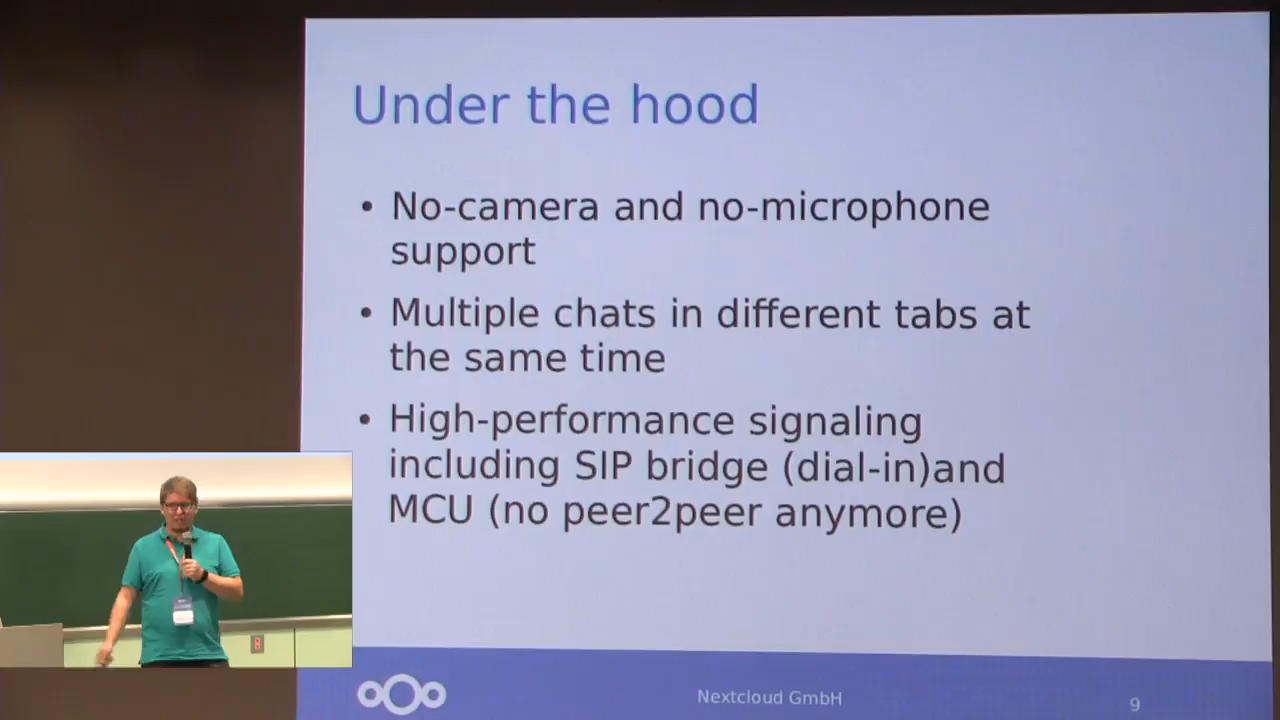 Under the hood
• No-camera and no-microphone
support
• Multiple chats in different tabs at
the same time
• High-performance signaling
including SIP bridge (dial-in)and
MCU (no peer2peer anymore)
Nextcloud GmbH
9